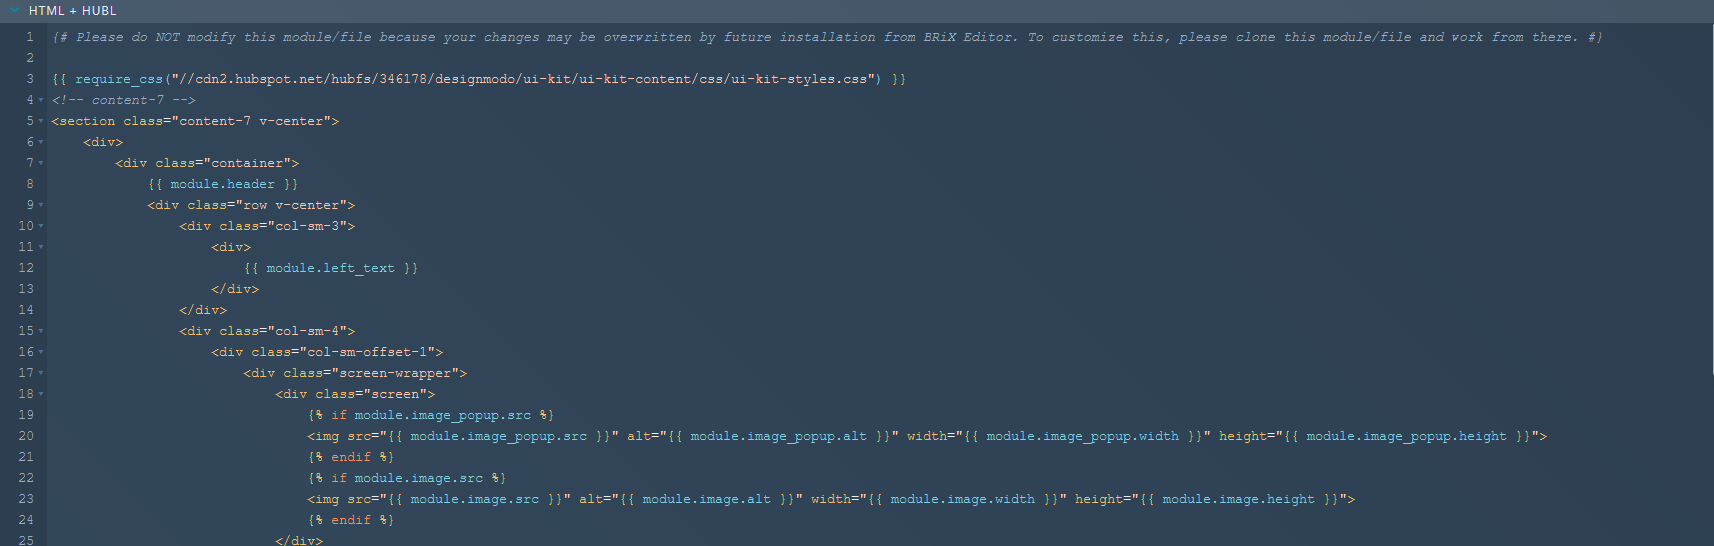 HTML + HUBL
1 {# Please do NOT modify this module/file because your changes may be overwritten by future installation from BRiX Editor. To customize this, please clone this module/file and work from there. #}
2
3 {{ require_css("//cdn2.hubspot.net/hubfs/346178/designmodo/ui-kit/ui-kit-content/css/ui-kit-styles.css") }}
4 <!-- content-7 -->
5 <section class="content-7 v-center">
6 <div>
7 <div class="container">
8 {{ module.header }}
9 <div class="row v-center">
10 <div class="col-sm-3">
11 <div>
12 {{ module.left_text }}
13 </div>
14 </div>
15 <div class="col-sm-4">
16 <div class="col-sm-offset-1">
17 <div class="screen-wrapper">
18 <div class="screen">
19 {% if module.image_popup.src %}
20 <img src="{{ module.image_popup.src }}" alt="{{ module.image_popup.alt }}" width="{{ module.image_popup.width }}" height="{{ module.image_popup.height }}">
21 {% endif %}
22 {% if module.image.src %}
23 <img src="{{ module.image.src }}" alt="{{ module.image.alt }}" width="{{ module.image.width }}" height="{{ module.image.height }}">
24 {% endif %}
25 </div>